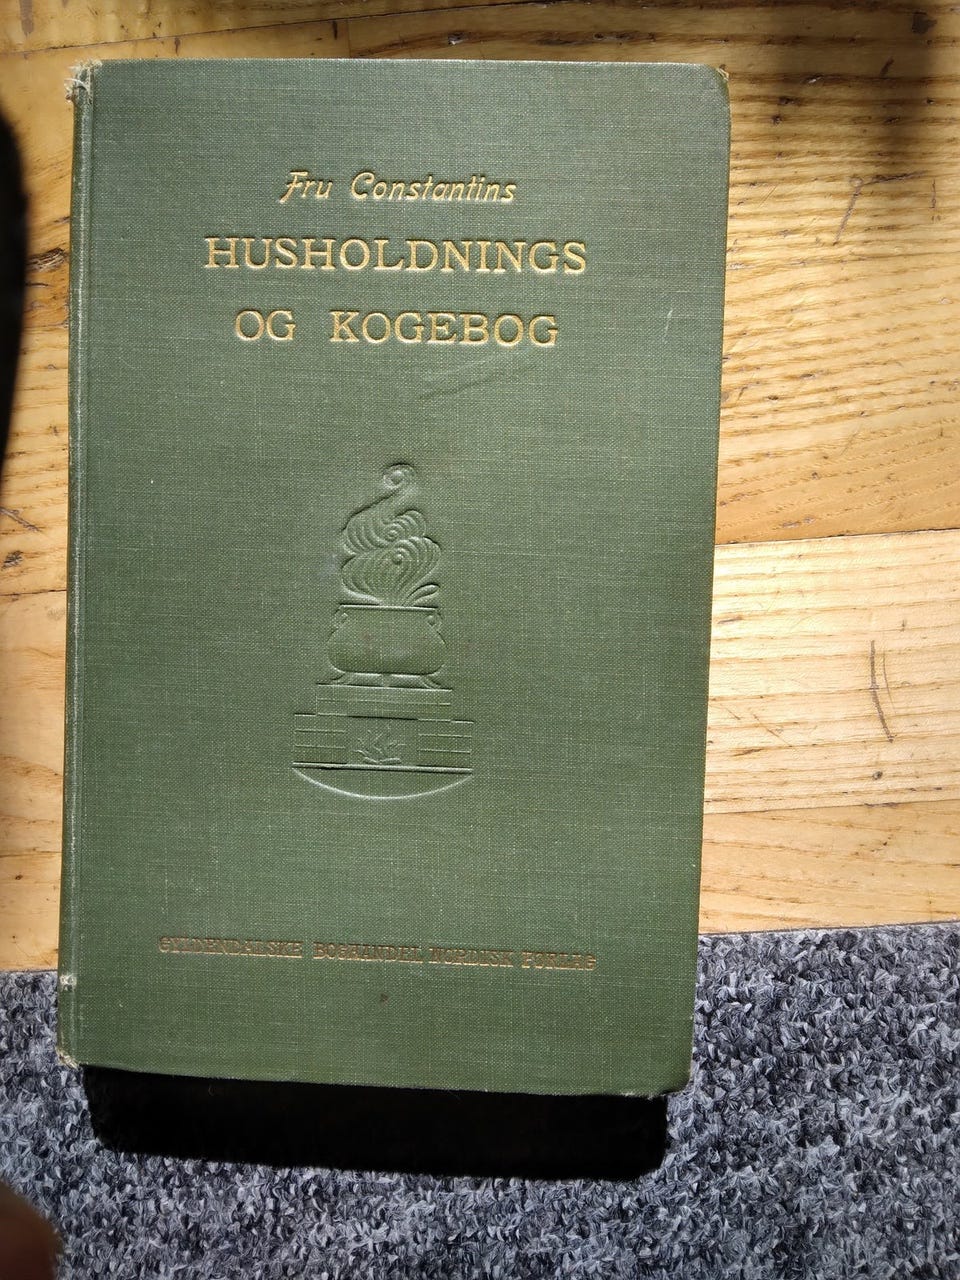 Fru Constantins
HUSHOLDNINGS
OG KOGEBOG
GYLDENDALSKE BOGHANDEL NORDISK FORLAG